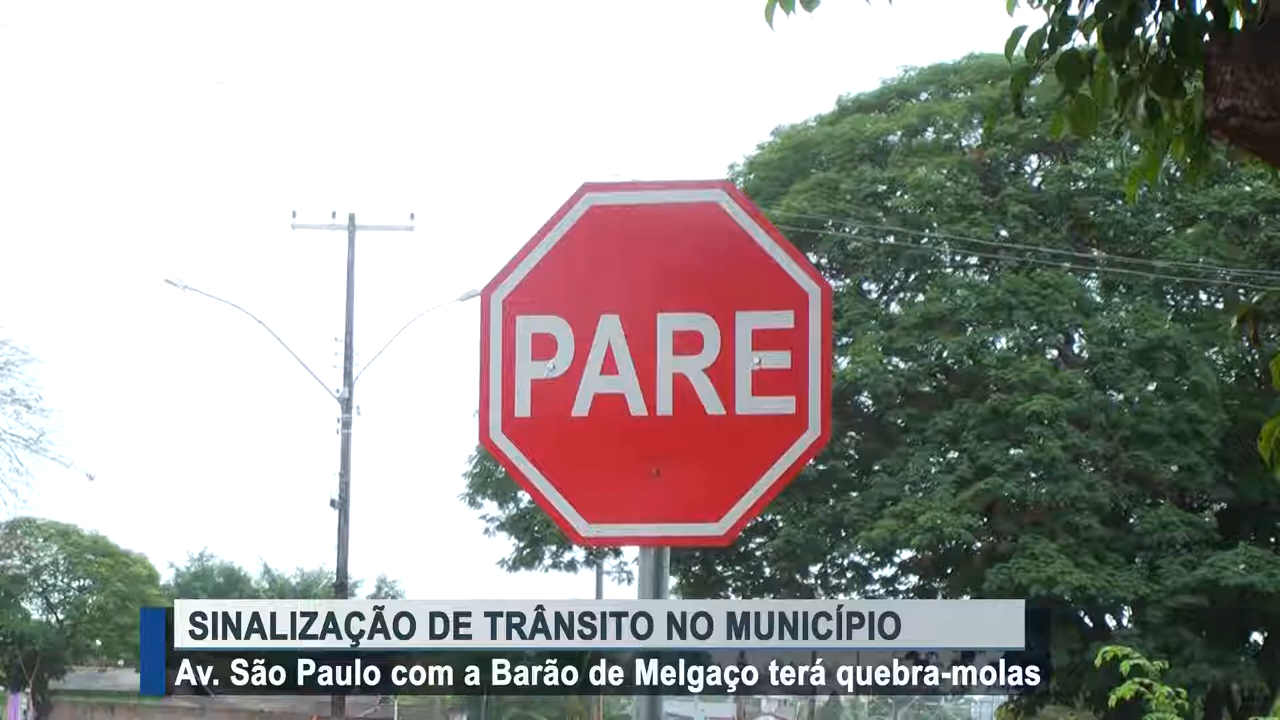 PARE
SINALIZAÇÃO DE TRÂNSITO NO MUNICÍPIO
Av. São Paulo com a Barão de Melgaço terá quebra-molas